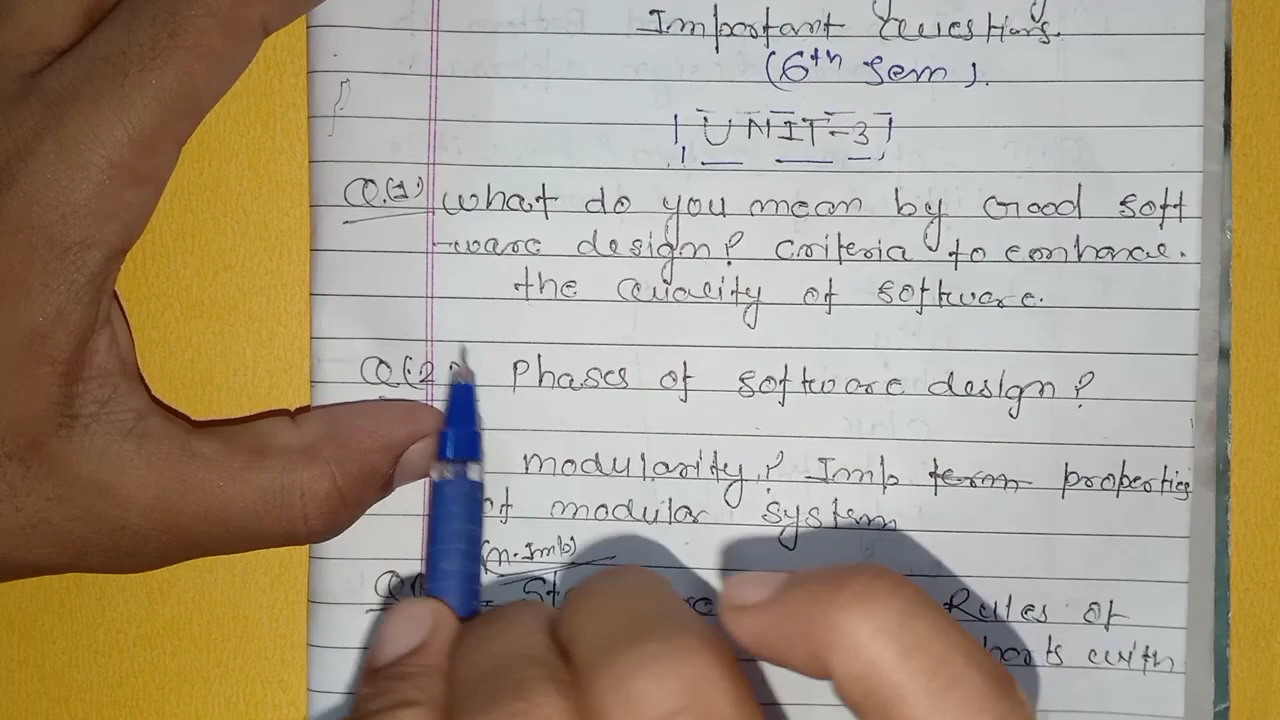 Important Questions.
(6th Sem).
UNIT-3
Q.(1) What do you mean by Good soft
-ware design? criteria to enhance.
the quality of software.
Q(2) Phases of software design?
modularity? Imp term properties
of modular system
(m.Imp)
Rules of
with